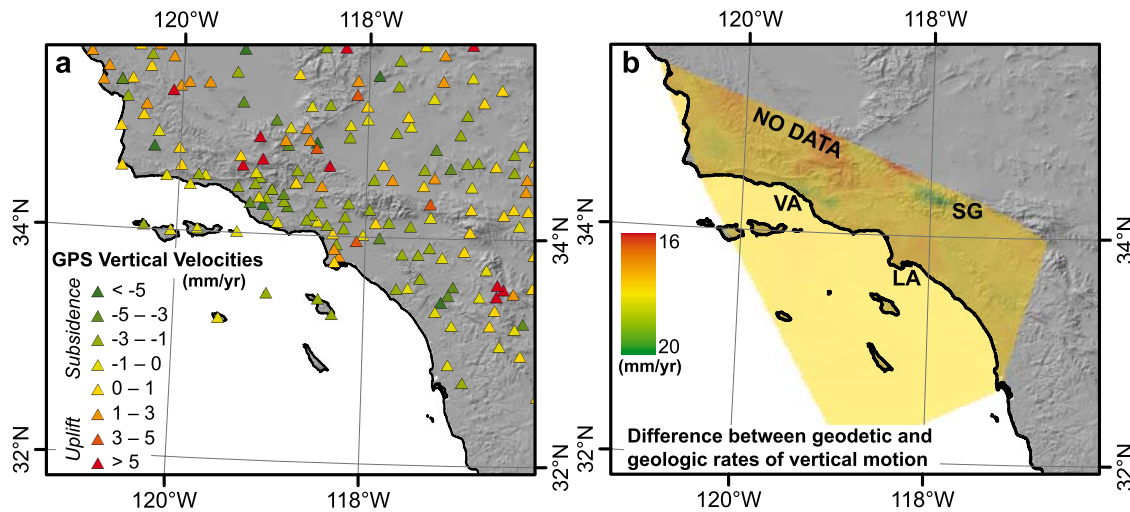 120°W 118°W 120°W 118°W
a b
NO DATA
VA
SG
LA
34°N 34°N 34°N 34°N
GPS Vertical Velocities
(mm/yr)
Subsidence
< -5
-5 – -3
-3 – -1
-1 – 0
0 – 1
Uplift
1 – 3
3 – 5
> 5
16
20
(mm/yr)
Difference between geodetic and
geologic rates of vertical motion
32°N 32°N 32°N 32°N
120°W 118°W 120°W 118°W